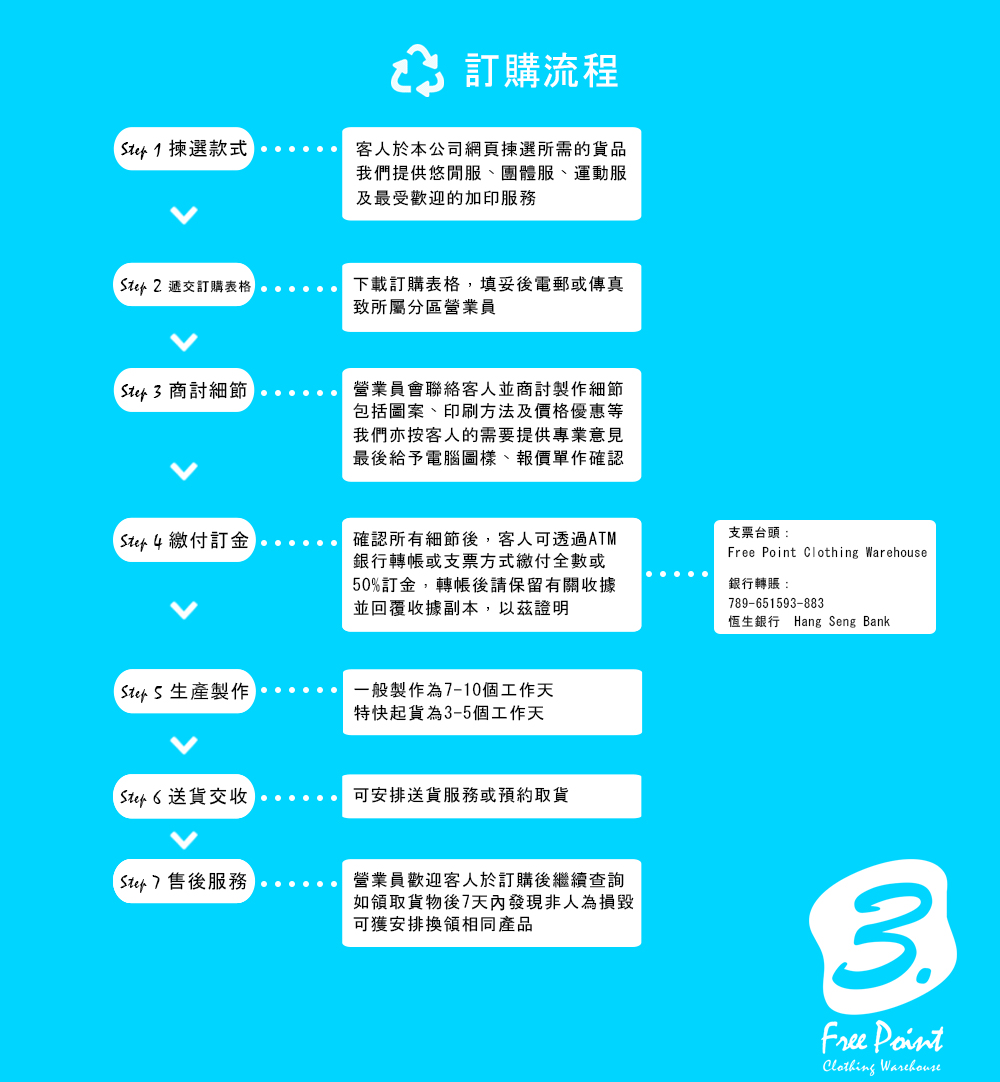 訂購流程
Step 1 揀選款式
客人於本公司網頁揀選所需的貨品
我們提供悠閒服、團體服、運動服
及最受歡迎的加印服務
Step 2 遞交訂購表格
下載訂購表格，填妥後電郵或傳真
致所屬分區營業員
Step 3 商討細節
營業員會聯絡客人並商討製作細節
包括圖案、印刷方法及價格優惠等
我們亦按客人的需要提供專業意見
最後給予電腦圖樣、報價單作確認
Step 4 繳付訂金
確認所有細節後，客人可透過ATM
銀行轉帳或支票方式繳付全數或
50%訂金，轉帳後請保留有關收據
並回覆收據副本，以茲證明
支票台頭：
Free Point Clothing Warehouse
銀行轉賬：
789-651593-883
恆生銀行 Hang Seng Bank
Step 5 生產製作
一般製作為7-10個工作天
特快起貨為3-5個工作天
Step 6 送貨交收
可安排送貨服務或預約取貨
Step 7 售後服務
營業員歡迎客人於訂購後繼續查詢
如領取貨物後7天內發現非人為損毀
可獲安排換領相同產品
3.
Free Point
Clothing Warehouse